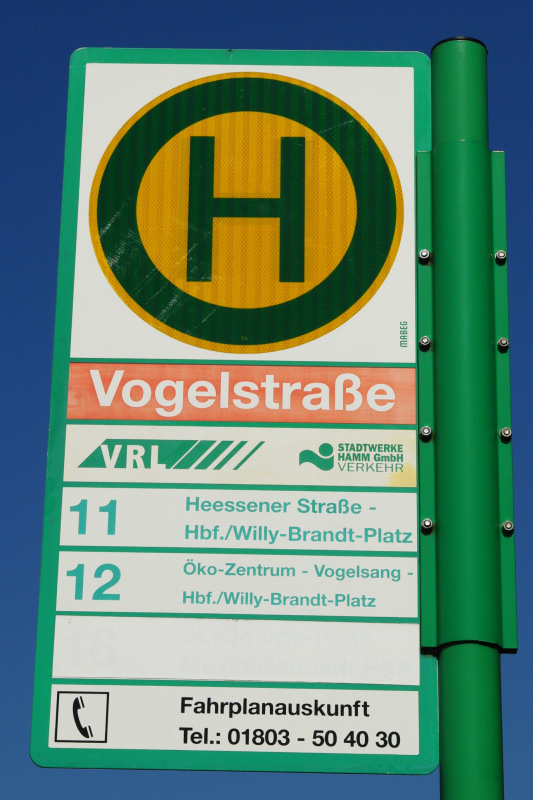 H
MABEG
Vogelstraße
VRL
STADTWERKE
HAMM GmbH
VERKEHR
11
Heessener Straße -
Hbf./Willy-Brandt-Platz
12
Öko-Zentrum - Vogelsang -
Hbf./Willy-Brandt-Platz
16
Fahrplanauskunft
Tel.: 01803 - 50 40 30